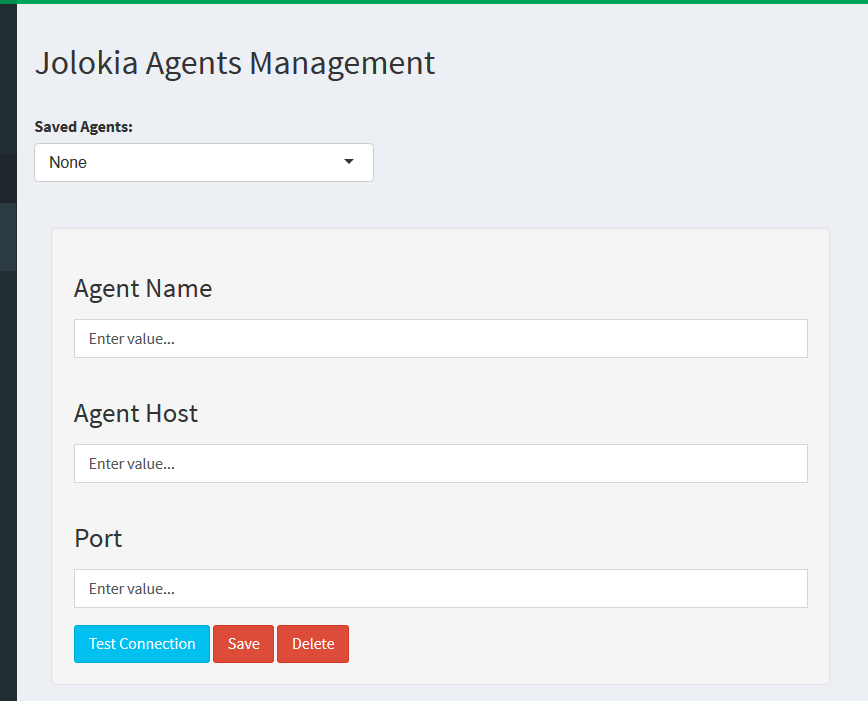 Jolokia Agents Management
Saved Agents:
None
Agent Name
Enter value...
Agent Host
Enter value...
Port
Enter value...
Test Connection Save Delete